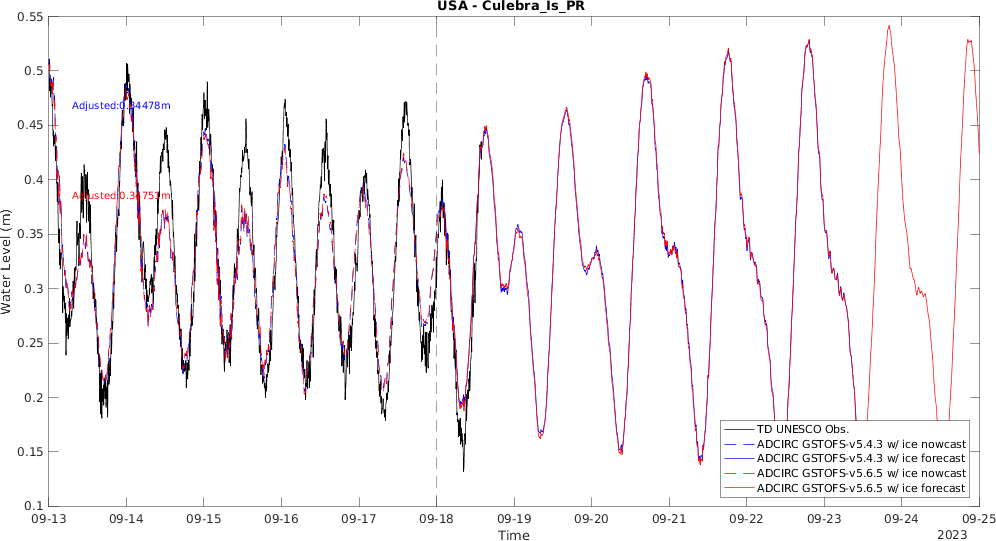 USA - Culebra_Is_PR
0.55
0.5
0.45
0.4
0.35
0.3
0.25
0.2
0.15
0.1
Water Level (m)
Adjusted:0.34478m
Adjusted:0.34753m
TD UNESCO Obs.
ADCIRC GSTOFS-v5.4.3 w/ ice nowcast
ADCIRC GSTOFS-v5.4.3 w/ ice forecast
ADCIRC GSTOFS-v5.6.5 w/ ice nowcast
ADCIRC GSTOFS-v5.6.5 w/ ice forecast
09-13 09-14 09-15 09-16 09-17 09-18 09-19 09-20 09-21 09-22 09-23 09-24 09-25
Time
2023